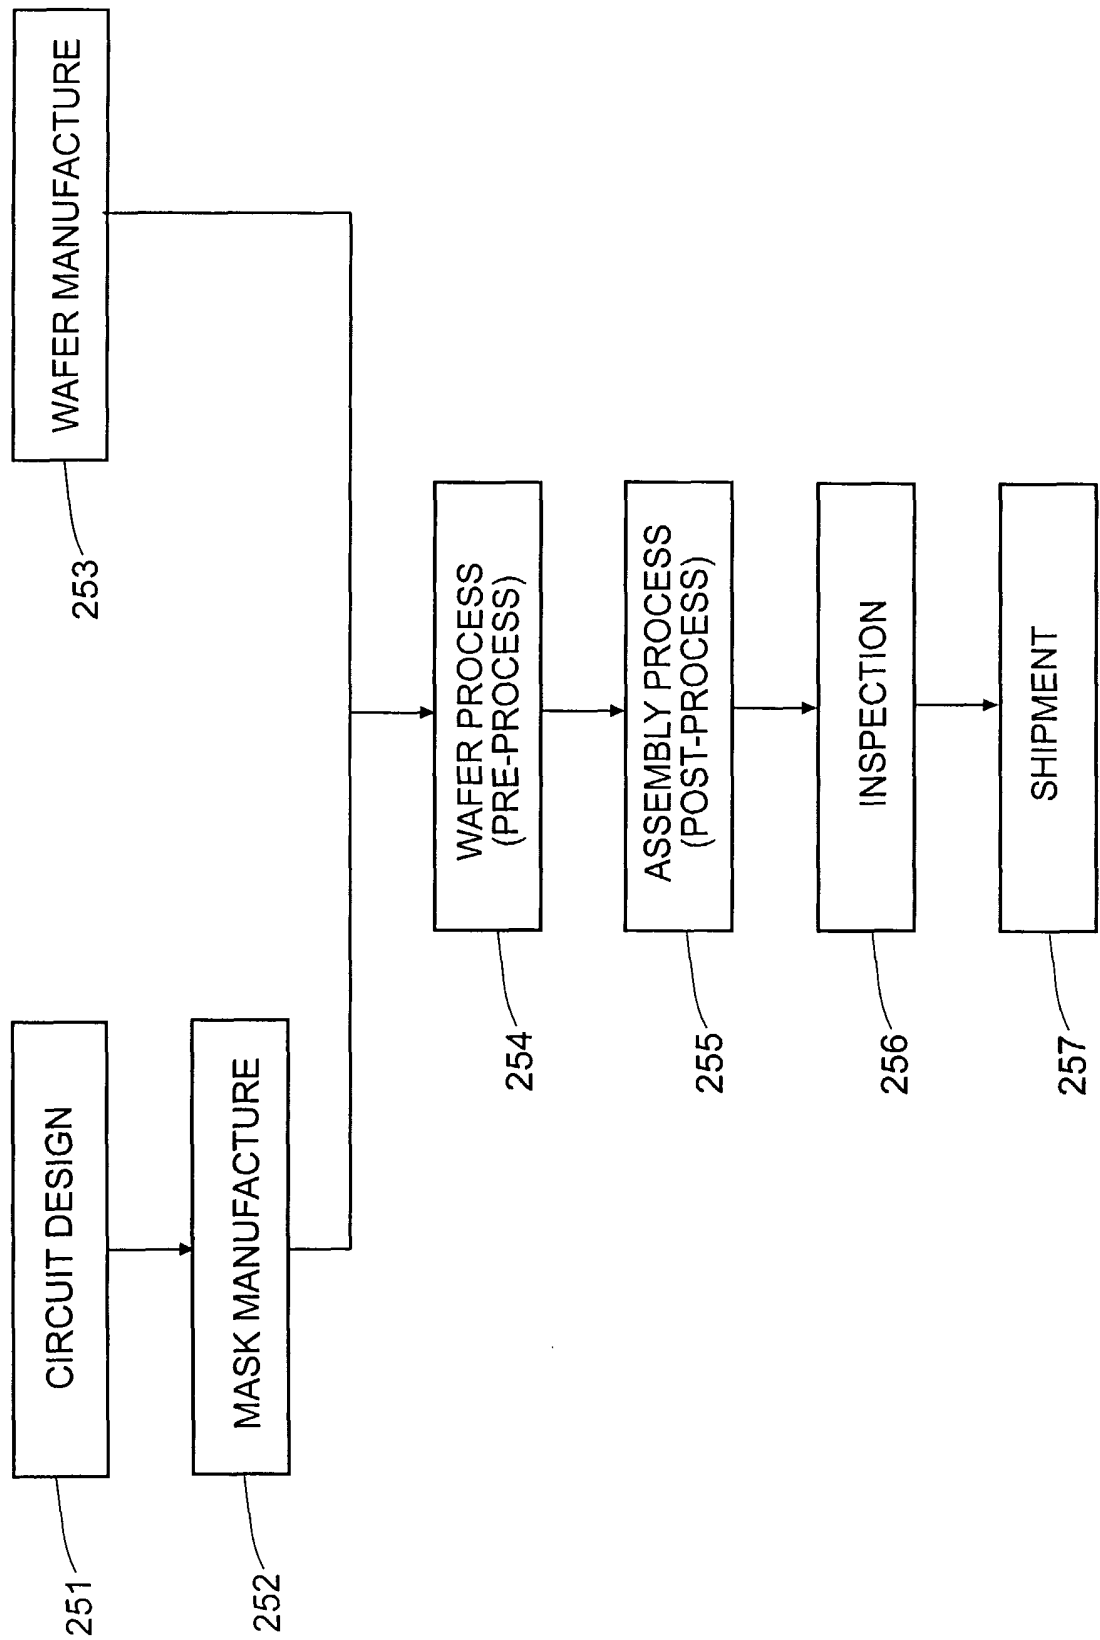 251
CIRCUIT DESIGN
252
MASK MANUFACTURE
253
WAFER MANUFACTURE
254
WAFER PROCESS
(PRE-PROCESS)
255
ASSEMBLY PROCESS
(POST-PROCESS)
256
INSPECTION
257
SHIPMENT